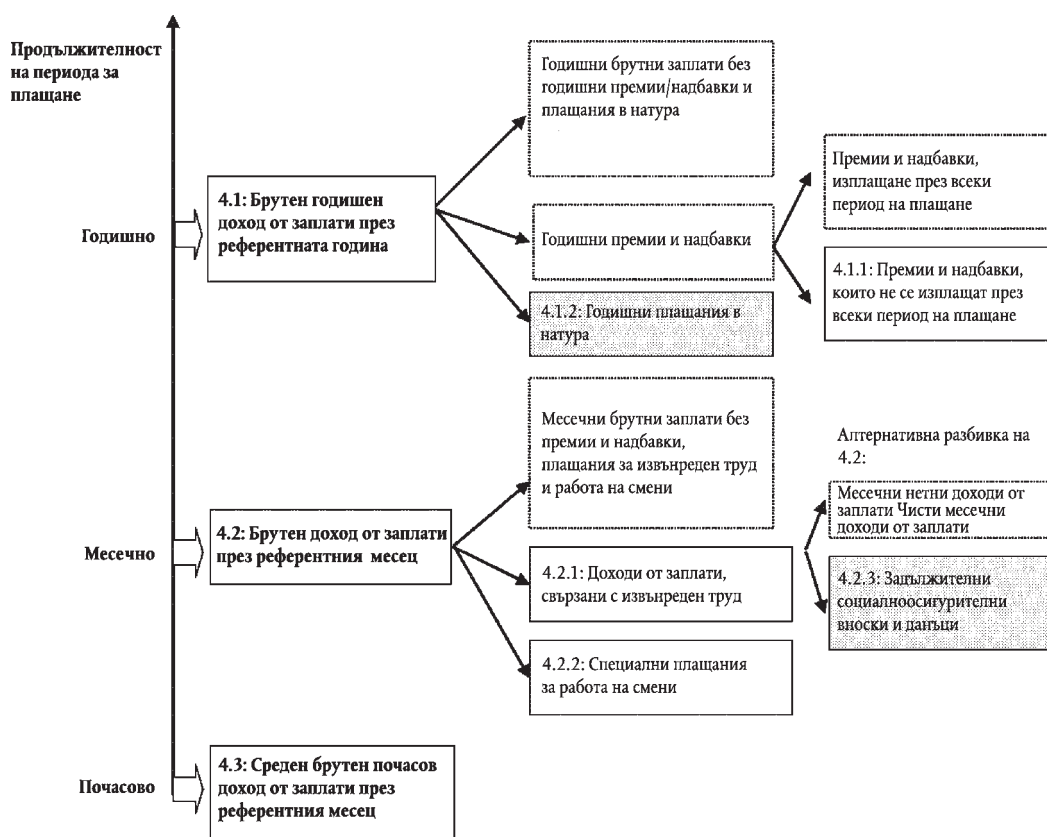 Продължителност
на периода за
плащане
Годишни брутни заплати без
годишни премии/надбавки и
плащания в натура
Премии и надбавки,
изплащане през всеки
период на плащане
Годишно
4.1: Брутен годишен
доход от заплати през
референтната година
Годишни премии и надбавки
4.1.1: Премии и надбавки,
които не се изплащат през
всеки период на плащане
4.1.2: Годишни плащания в
натура
Месечни брутни заплати без
премии и надбавки,
плащания за извънреден труд
и работа на смени
Алтернативна разбивка на
4.2:
Месечни нетни доходи от
заплати Чисти месечни
доходи от заплати
Месечно
4.2: Брутен доход от заплати
през референтния месец
4.2.1: Доходи от заплати,
свързани с извънреден труд
4.2.3: Задължителни
социалноосигурителни
вноски и данъци
4.2.2: Специални плащания
за работа на смени
Почасово
4.3: Среден брутен почасов
доход от заплати през
референтния месец